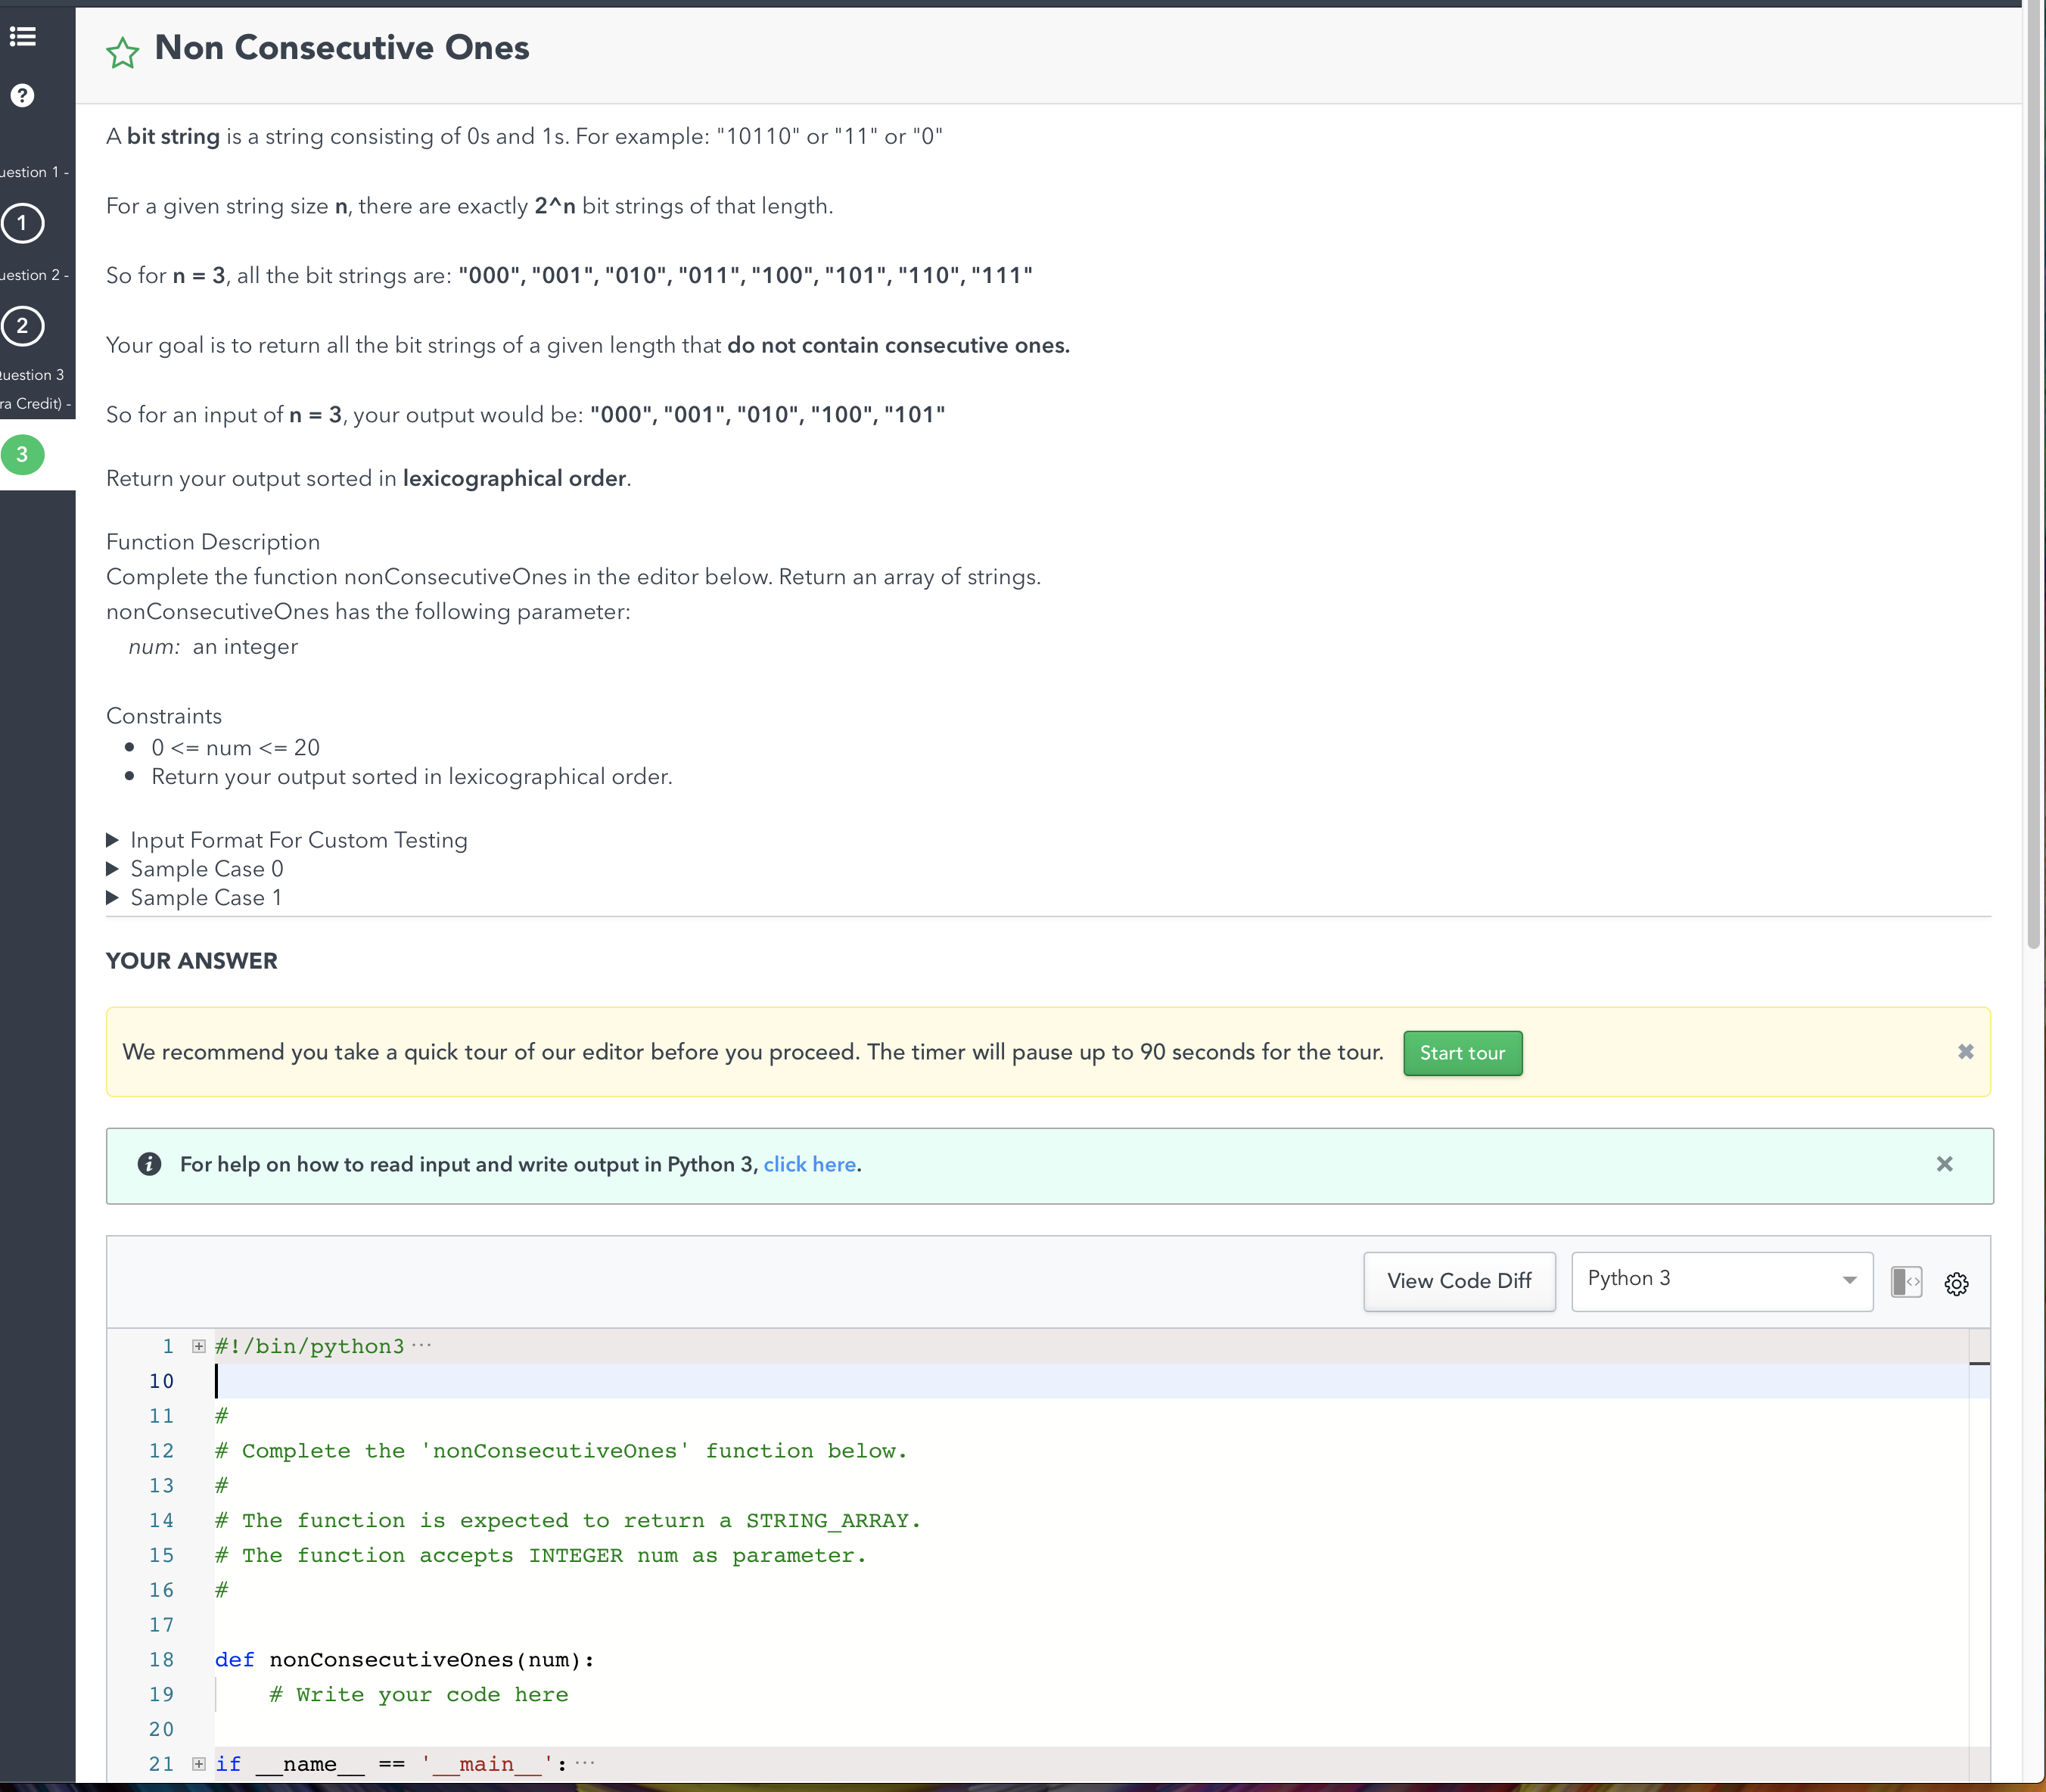 Non Consecutive Ones
A bit string is a string consisting of 0s and 1s. For example: "10110" or "11" or "0"
uestion 1 -
For a given string size n, there are exactly 2^n bit strings of that length.
1
uestion 2 -
So for n = 3, all the bit strings are: "000", "001", "010", "011", "100", "101", "110", "111"
2
Your goal is to return all the bit strings of a given length that do not contain consecutive ones.
uestion 3
ra Credit) -
So for an input of n = 3, your output would be: "000", "001", "010", "100", "101"
3
Return your output sorted in lexicographical order.
Function Description
Complete the function nonConsecutiveOnes in the editor below. Return an array of strings.
nonConsecutiveOnes has the following parameter:
num: an integer
Constraints
• 0 <= num <= 20
• Return your output sorted in lexicographical order.
▶ Input Format For Custom Testing
▶ Sample Case 0
▶ Sample Case 1
YOUR ANSWER
We recommend you take a quick tour of our editor before you proceed. The timer will pause up to 90 seconds for the tour. Start tour
For help on how to read input and write output in Python 3, click here.
View Code Diff Python 3
1 #!/bin/python3 ···
10
11 #
12 # Complete the 'nonConsecutiveOnes' function below.
13 #
14 # The function is expected to return a STRING_ARRAY.
15 # The function accepts INTEGER num as parameter.
16 #
17
18 def nonConsecutiveOnes(num):
19 # Write your code here
20
21 if __name__ == '__main__': ···